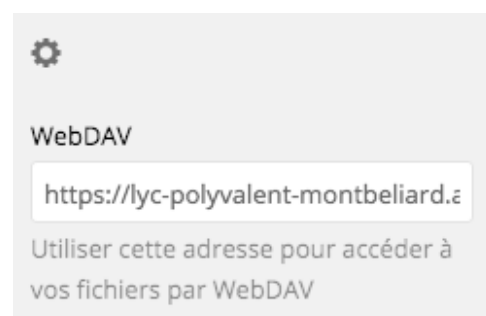 WebDAV
https://lyc-polyvalent-montbeliard.a
Utiliser cette adresse pour accéder à
vos fichiers par WebDAV